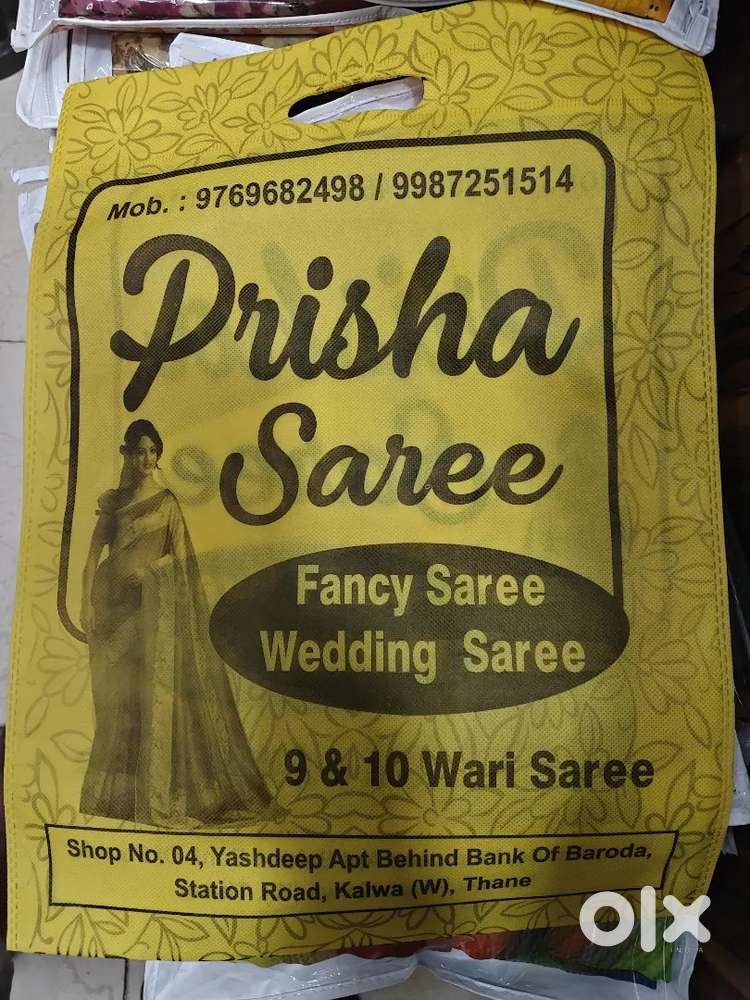 Mob. : 9769682498 / 9987251514
Prisha
Saree
Fancy Saree
Wedding Saree
9 & 10 Wari Saree
Shop No. 04, Yashdeep Apt Behind Bank Of Baroda,
Station Road, Kalwa (W), Thane
olx
INDIA